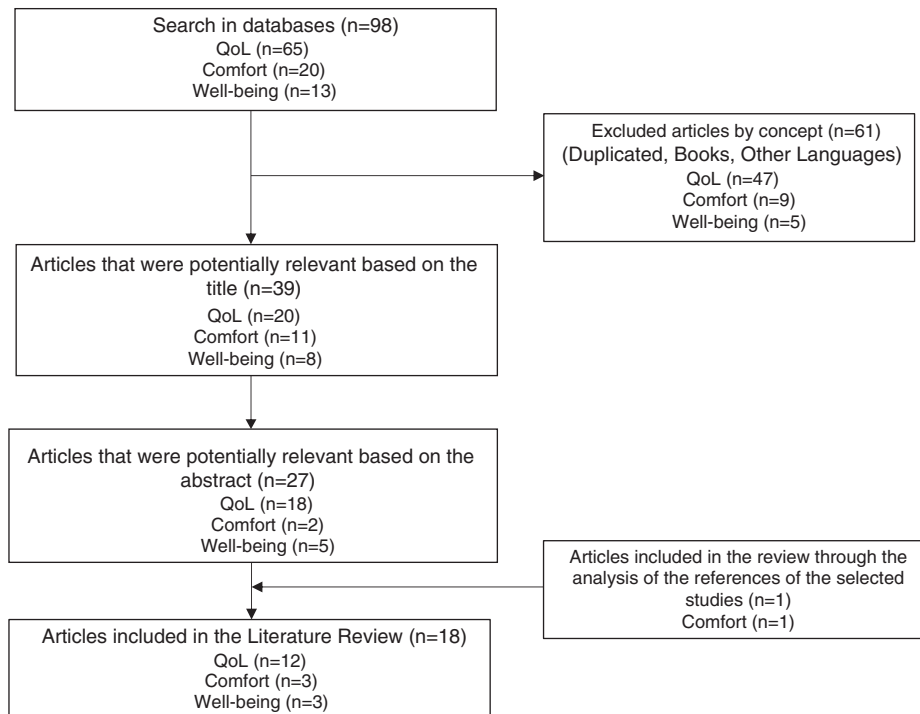 Search in databases (n=98)
QoL (n=65)
Comfort (n=20)
Well-being (n=13)
Excluded articles by concept (n=61)
(Duplicated, Books, Other Languages)
QoL (n=47)
Comfort (n=9)
Well-being (n=5)
Articles that were potentially relevant based on the
title (n=39)
QoL (n=20)
Comfort (n=11)
Well-being (n=8)
Articles that were potentially relevant based on the
abstract (n=27)
QoL (n=18)
Comfort (n=2)
Well-being (n=5)
Articles included in the review through the
analysis of the references of the selected
studies (n=1)
Comfort (n=1)
Articles included in the Literature Review (n=18)
QoL (n=12)
Comfort (n=3)
Well-being (n=3)